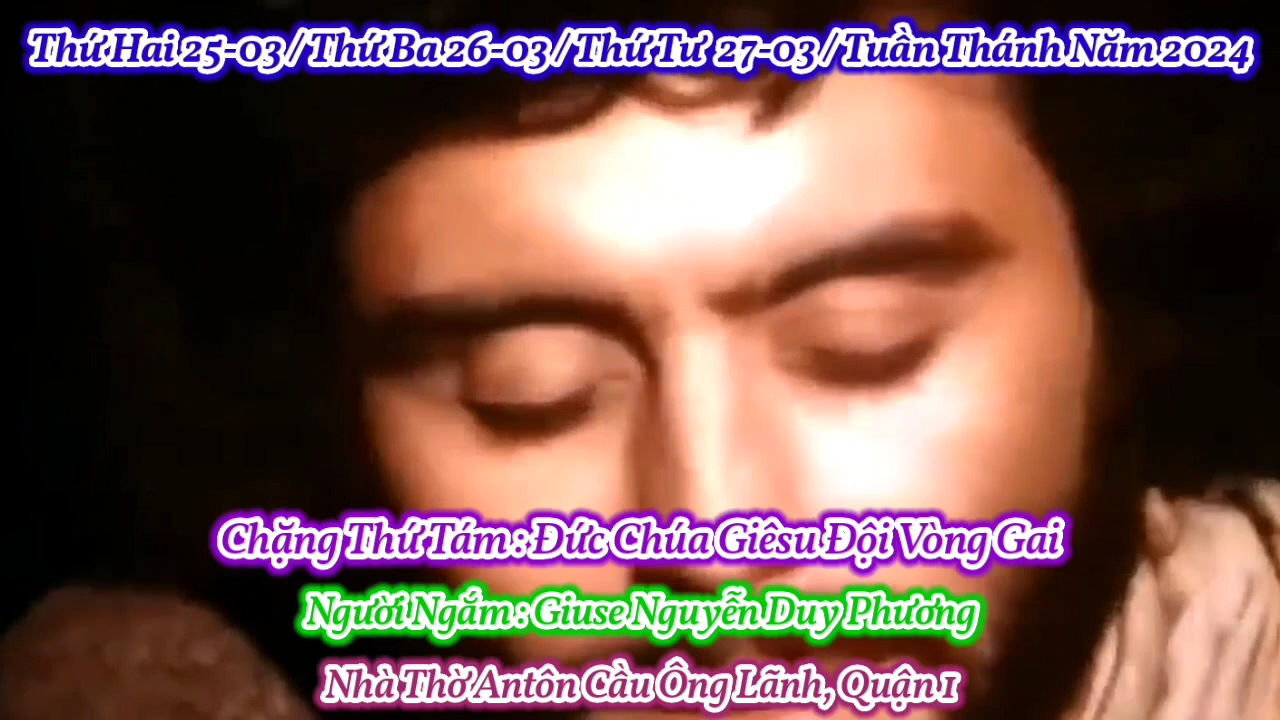 Thứ Hai 25-03 / Thứ Ba 26-03 / Thứ Tư 27-03 / Tuần Thánh Năm 2024
Chặng Thứ Tám : Đức Chúa Giêsu Đội Vòng Gai
Người Ngắm : Giuse Nguyễn Duy Phương
Nhà Thờ Antôn Cầu Ông Lãnh, Quận 1